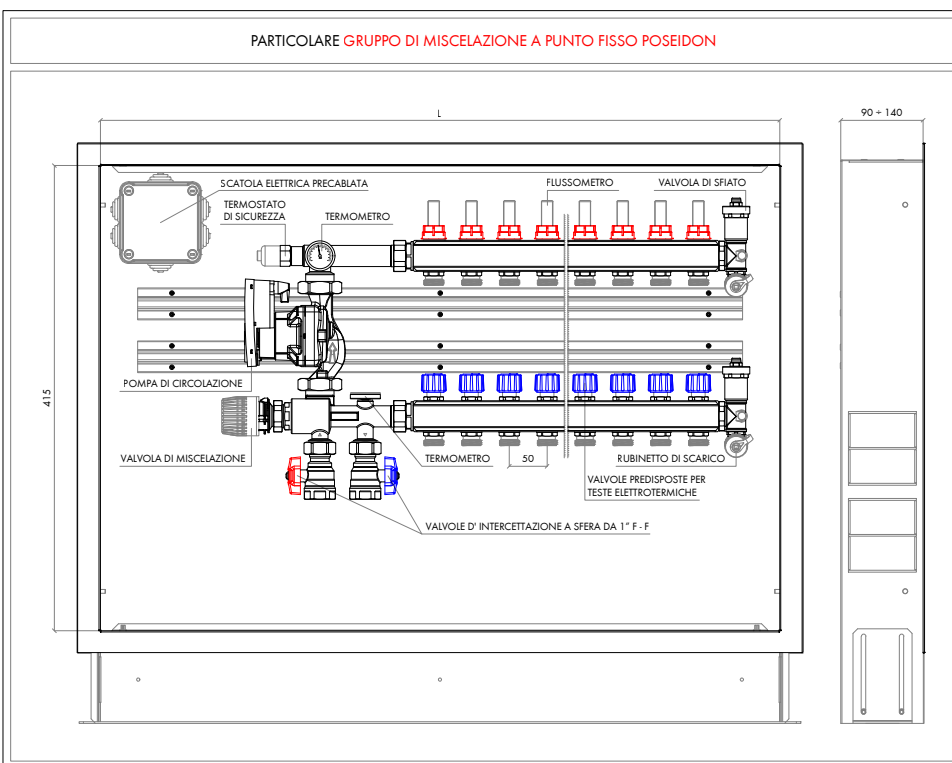 PARTICOLARE GRUPPO DI MISCELAZIONE A PUNTO FISSO POSEIDON
L
90 ÷ 140
415
SCATOLA ELETTRICA PRECABLATA
TERMOSTATO
DI SICUREZZA
TERMOMETRO
FLUSSOMETRO
VALVOLA DI SFIATO
POMPA DI CIRCOLAZIONE
VALVOLA DI MISCELAZIONE
TERMOMETRO
50
RUBINETTO DI SCARICO
VALVOLE PREDISPOSTE PER
TESTE ELETTROTERMICHE
VALVOLE D' INTERCETTAZIONE A SFERA DA 1" F - F